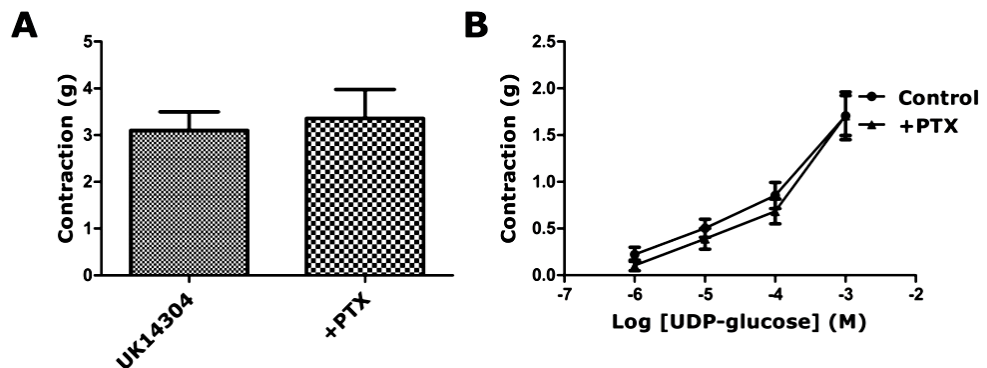 A
5
4
3
2
1
0
Contraction (g)
UK14304
+PTX
B
2.5
2.0
1.5
1.0
0.5
0.0
Contraction (g)
-7
-6
-5
-4
-3
-2
Log [UDP-glucose] (M)
Control
+PTX